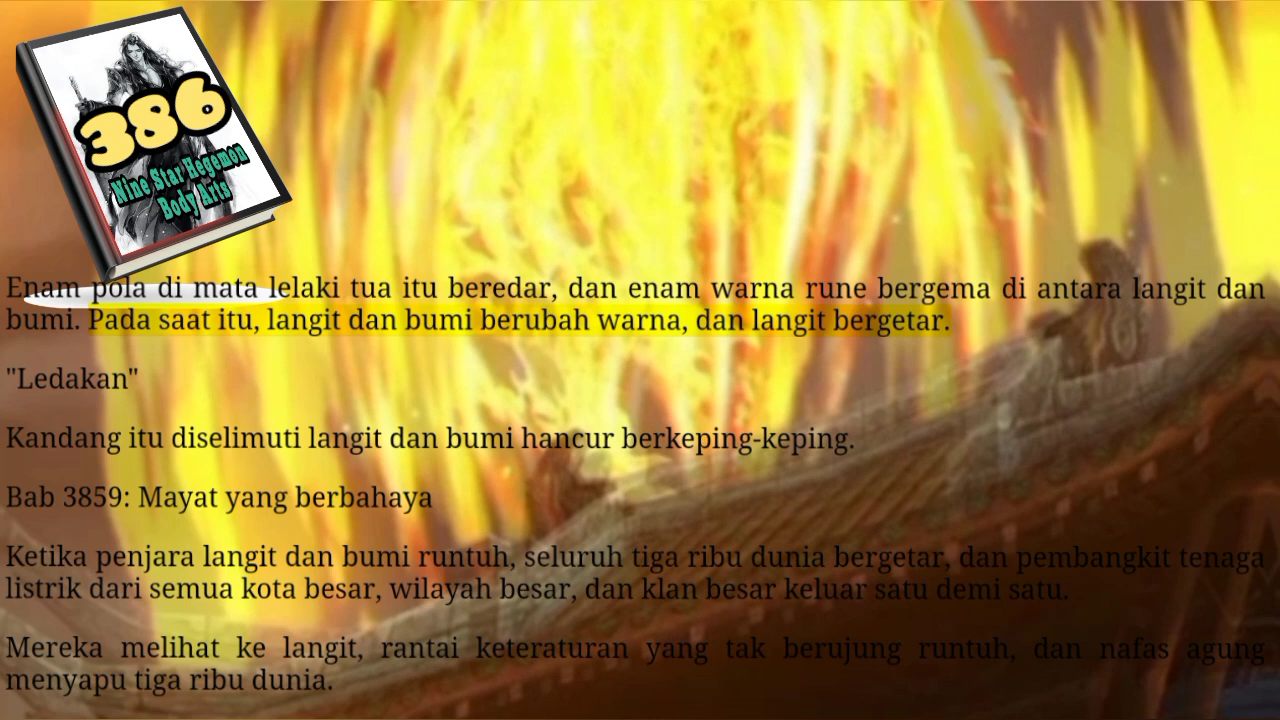 386
Nine Star Hegemon
Body Arts
Enam pola di mata lelaki tua itu beredar, dan enam warna rune bergema di antara langit dan
bumi. Pada saat itu, langit dan bumi berubah warna, dan langit bergetar.
"Ledakan"
Kandang itu diselimuti langit dan bumi hancur berkeping-keping.
Bab 3859: Mayat yang berbahaya
Ketika penjara langit dan bumi runtuh, seluruh tiga ribu dunia bergetar, dan pembangkit tenaga
listrik dari semua kota besar, wilayah besar, dan klan besar keluar satu demi satu.
Mereka melihat ke langit, rantai keteraturan yang tak berujung runtuh, dan nafas agung
menyapu tiga ribu dunia.